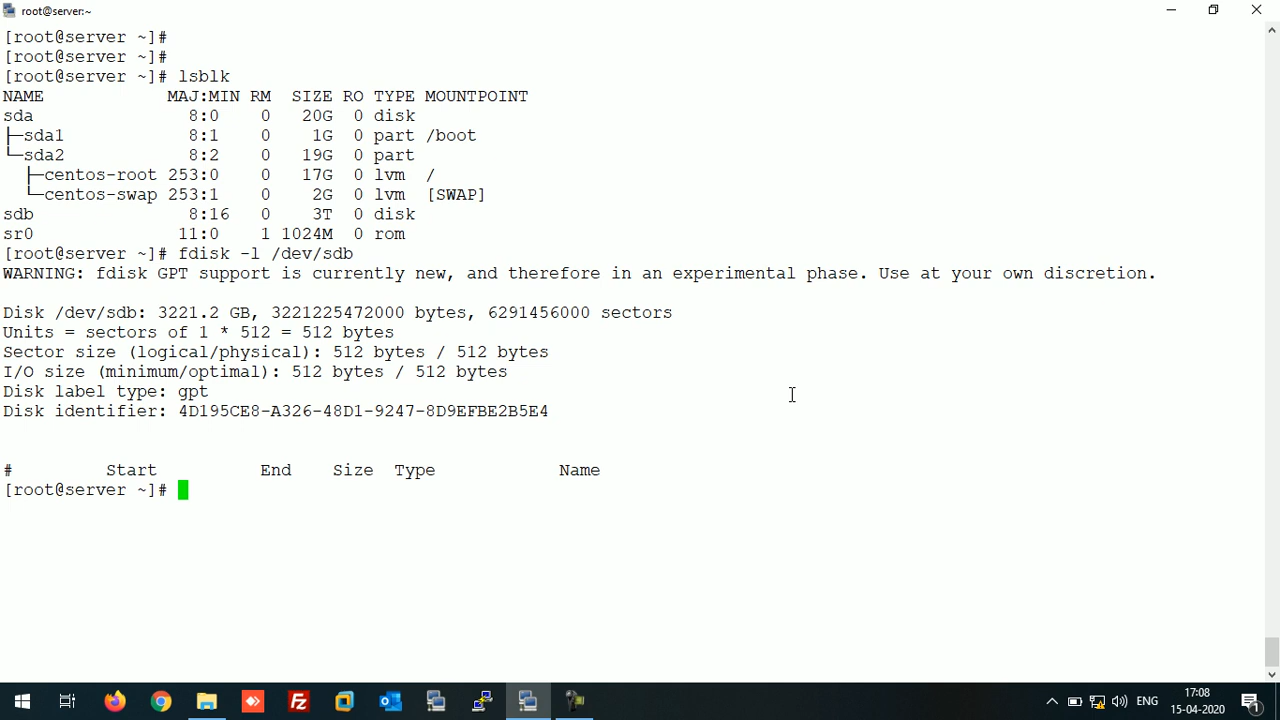 root@server:~
[root@server ~]#
[root@server ~]#
[root@server ~]# lsblk
NAME            MAJ:MIN RM  SIZE RO TYPE MOUNTPOINT
sda               8:0    0   20G  0 disk
├─sda1            8:1    0    1G  0 part /boot
└─sda2            8:2    0   19G  0 part
  ├─centos-root 253:0    0   17G  0 lvm  /
  └─centos-swap 253:1    0    2G  0 lvm  [SWAP]
sdb               8:16   0    3T  0 disk
sr0              11:0    1 1024M  0 rom
[root@server ~]# fdisk -l /dev/sdb
WARNING: fdisk GPT support is currently new, and therefore in an experimental phase. Use at your own discretion.
Disk /dev/sdb: 3221.2 GB, 3221225472000 bytes, 6291456000 sectors
Units = sectors of 1 * 512 = 512 bytes
Sector size (logical/physical): 512 bytes / 512 bytes
I/O size (minimum/optimal): 512 bytes / 512 bytes
Disk label type: gpt
Disk identifier: 4D195CE8-A326-48D1-9247-8D9EFBE2B5E4
#         Start          End    Size  Type            Name
[root@server ~]#
ENG
17:08
15-04-2020
1